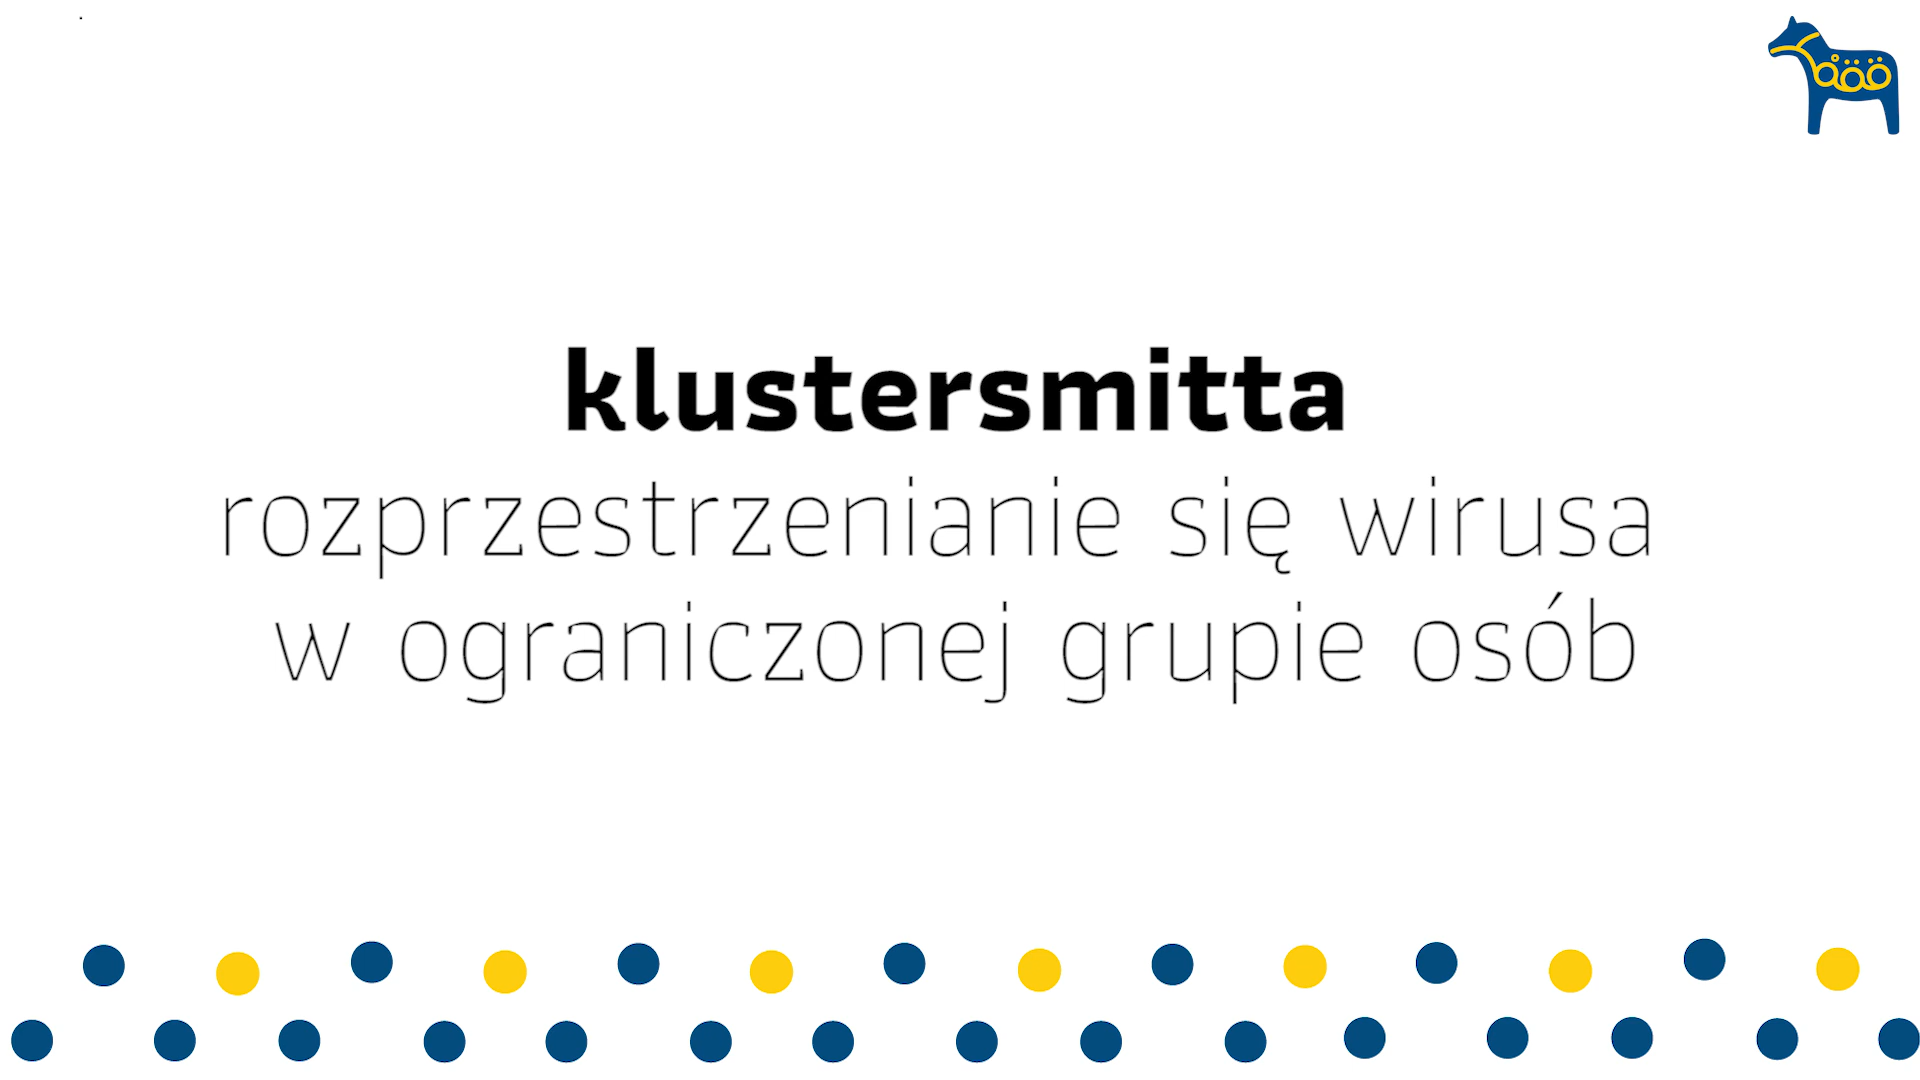 klustersmitta
rozprzestrzenianie się wirusa
w ograniczonej grupie osób